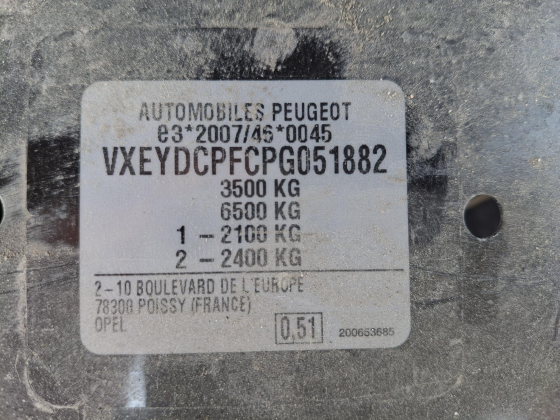 AUTOMOBILES PEUGEOT
e3*2007/46*0045
VXEYDCPFCPG051882
3500 KG
6500 KG
1 - 2100 KG
2 - 2400 KG
2-10 BOULEVARD DE L'EUROPE
78300 POISSY (FRANCE)
OPEL
0,51
200653685